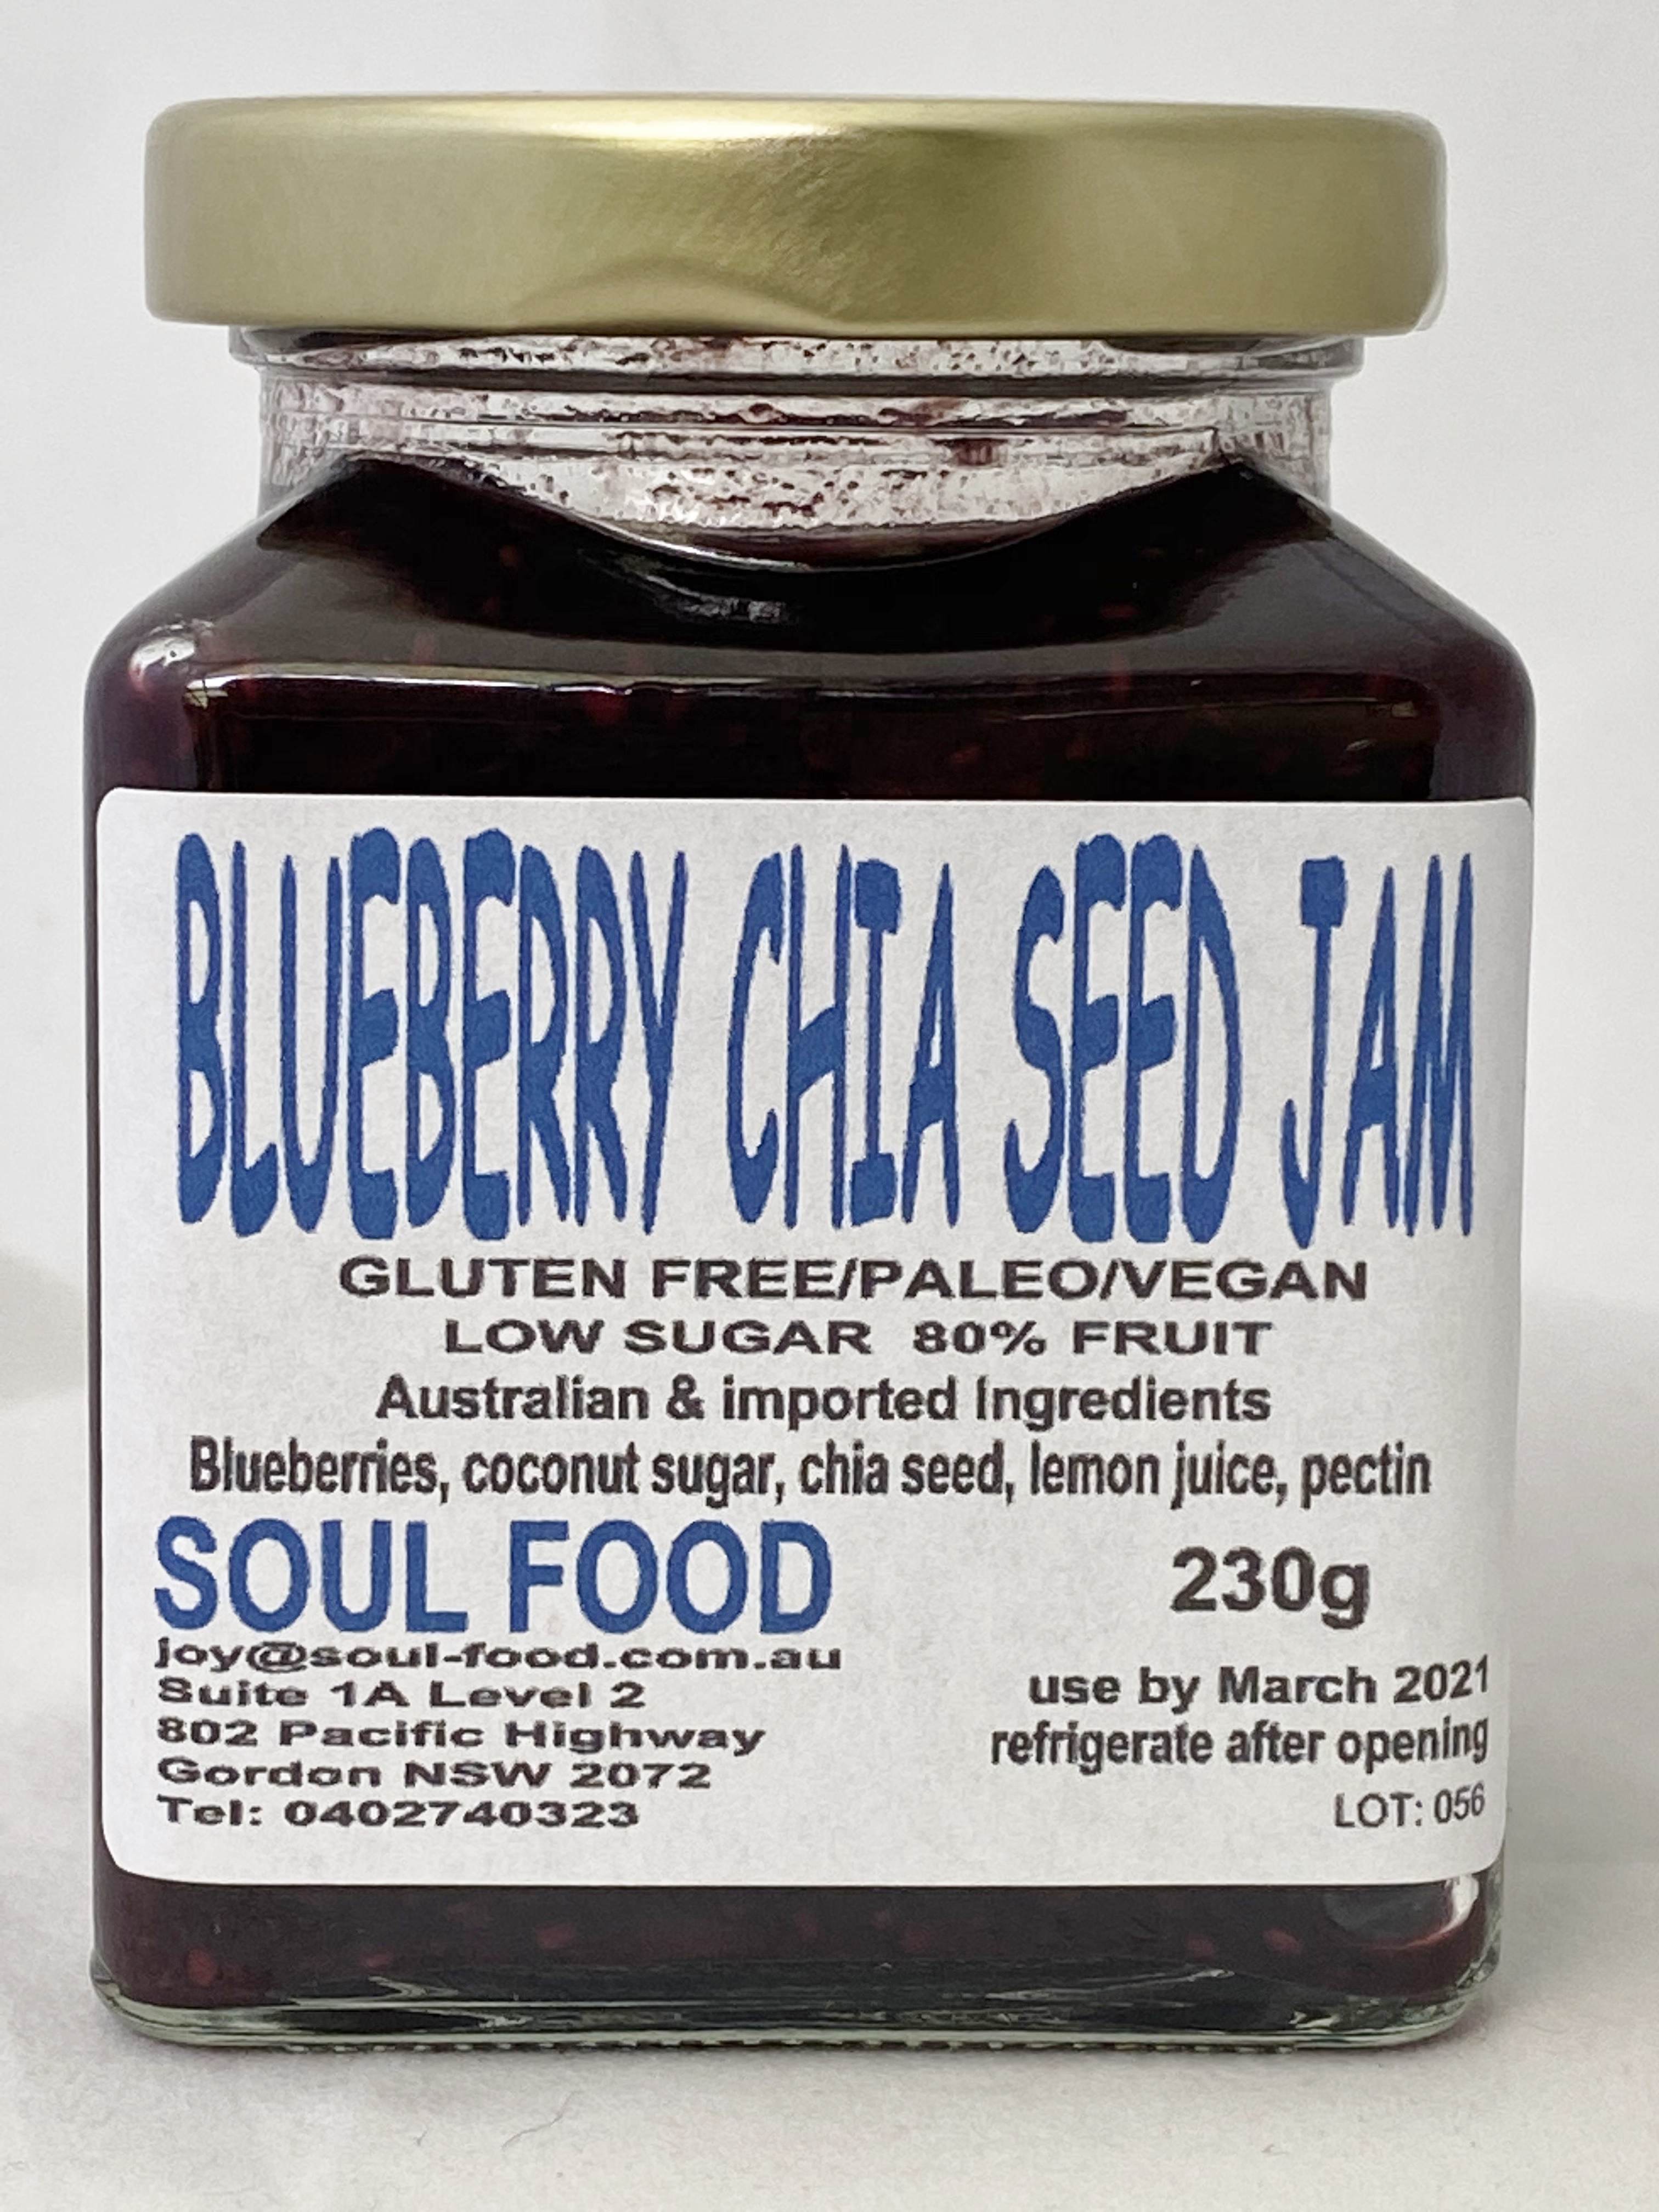 BLUEBERRY CHIA SEED JAM
GLUTEN FREE/PALEO/VEGAN
LOW SUGAR 80% FRUIT
Australian & imported Ingredients
Blueberries, coconut sugar, chia seed, lemon juice, pectin
SOUL FOOD
230g
joy@soul-food.com.au
Suite 1A Level 2
802 Pacific Highway
Gordon NSW 2072
Tel: 0402740323
use by March 2021
refrigerate after opening
LOT: 056